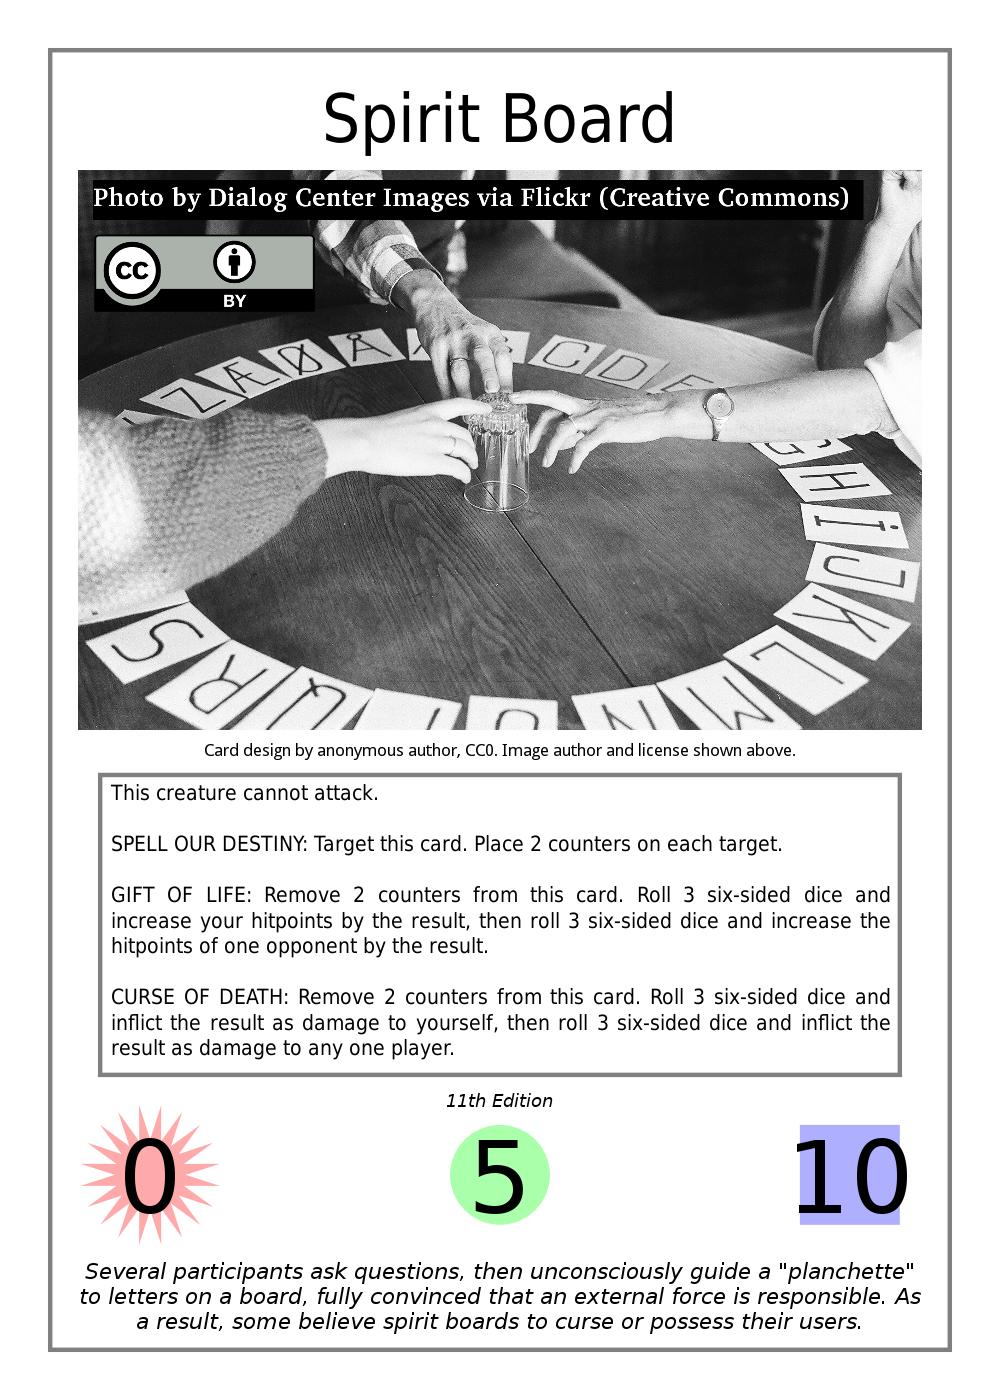 Spirit Board
Photo by Dialog Center Images via Flickr (Creative Commons)
cc
BY
Z Æ Ø Å B C D E
G
H
i
J
K
L
M
N
S
R
Q
Card design by anonymous author, CC0. Image author and license shown above.
This creature cannot attack.
SPELL OUR DESTINY: Target this card. Place 2 counters on each target.
GIFT OF LIFE: Remove 2 counters from this card. Roll 3 six-sided dice and
increase your hitpoints by the result, then roll 3 six-sided dice and increase the
hitpoints of one opponent by the result.
CURSE OF DEATH: Remove 2 counters from this card. Roll 3 six-sided dice and
inflict the result as damage to yourself, then roll 3 six-sided dice and inflict the
result as damage to any one player.
11th Edition
0 5 10
Several participants ask questions, then unconsciously guide a "planchette"
to letters on a board, fully convinced that an external force is responsible. As
a result, some believe spirit boards to curse or possess their users.